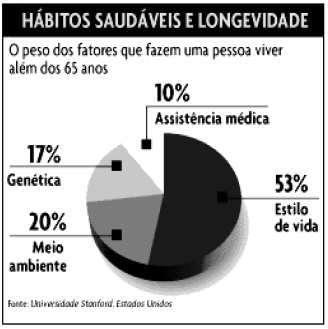 HÁBITOS SAUDÁVEIS E LONGEVIDADE
O peso dos fatores que fazem uma pessoa viver
além dos 65 anos
10%
Assistência médica
17%
Genética
53%
Estilo
de vida
20%
Meio
ambiente
Fonte: Universidade Stanford, Estados Unidos